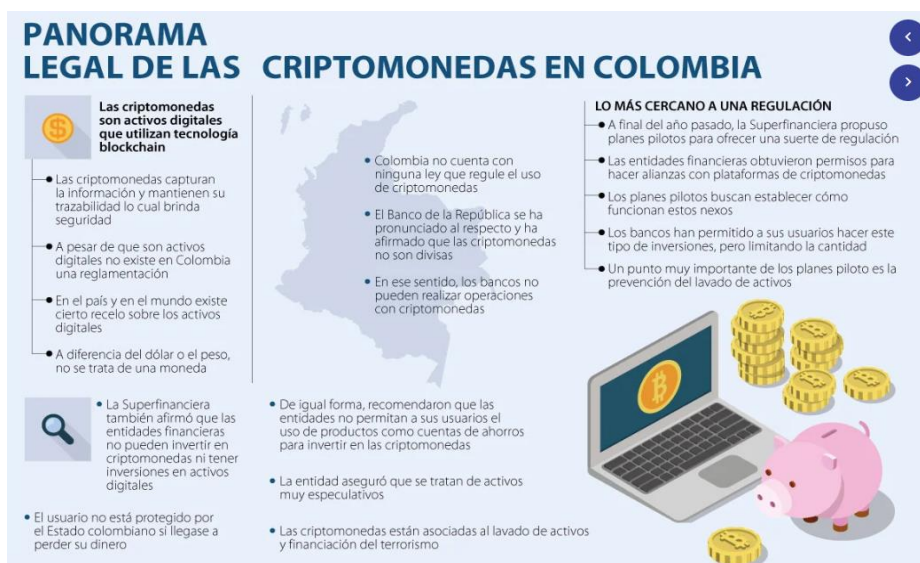 PANORAMA
LEGAL DE LAS CRIPTOMONEDAS EN COLOMBIA
Las criptomonedas
son activos digitales
que utilizan tecnología
blockchain
Las criptomonedas capturan
la información y mantienen su
trazabilidad lo cual brinda
seguridad
A pesar de que son activos
digitales no existe en Colombia
una reglamentación
En el país y en el mundo existe
cierto recelo sobre los activos
digitales
A diferencia del dólar o el peso,
no se trata de una moneda
Colombia no cuenta con
ninguna ley que regule el uso
de criptomonedas
El Banco de la República se ha
pronunciado al respecto y ha
afirmado que las criptomonedas
no son divisas
En ese sentido, los bancos no
pueden realizar operaciones
con criptomonedas
LO MÁS CERCANO A UNA REGULACIÓN
A final del año pasado, la Superfinanciera propuso
planes pilotos para ofrecer una suerte de regulación
Las entidades financieras obtuvieron permisos para
hacer alianzas con plataformas de criptomonedas
Los planes pilotos buscan establecer cómo
funcionan estos nexos
Los bancos han permitido a sus usuarios hacer este
tipo de inversiones, pero limitando la cantidad
Un punto muy importante de los planes piloto es la
prevención del lavado de activos
La Superfinanciera
también afirmó que las
entidades financieras
no pueden invertir en
criptomonedas ni tener
inversiones en activos
digitales
El usuario no está protegido por
el Estado colombiano si llegase a
perder su dinero
De igual forma, recomendaron que las
entidades no permitan a sus usuarios el
uso de productos como cuentas de ahorros
para invertir en las criptomonedas
La entidad aseguró que se tratan de activos
muy especulativos
Las criptomonedas están asociadas al lavado de activos
y financiación del terrorismo